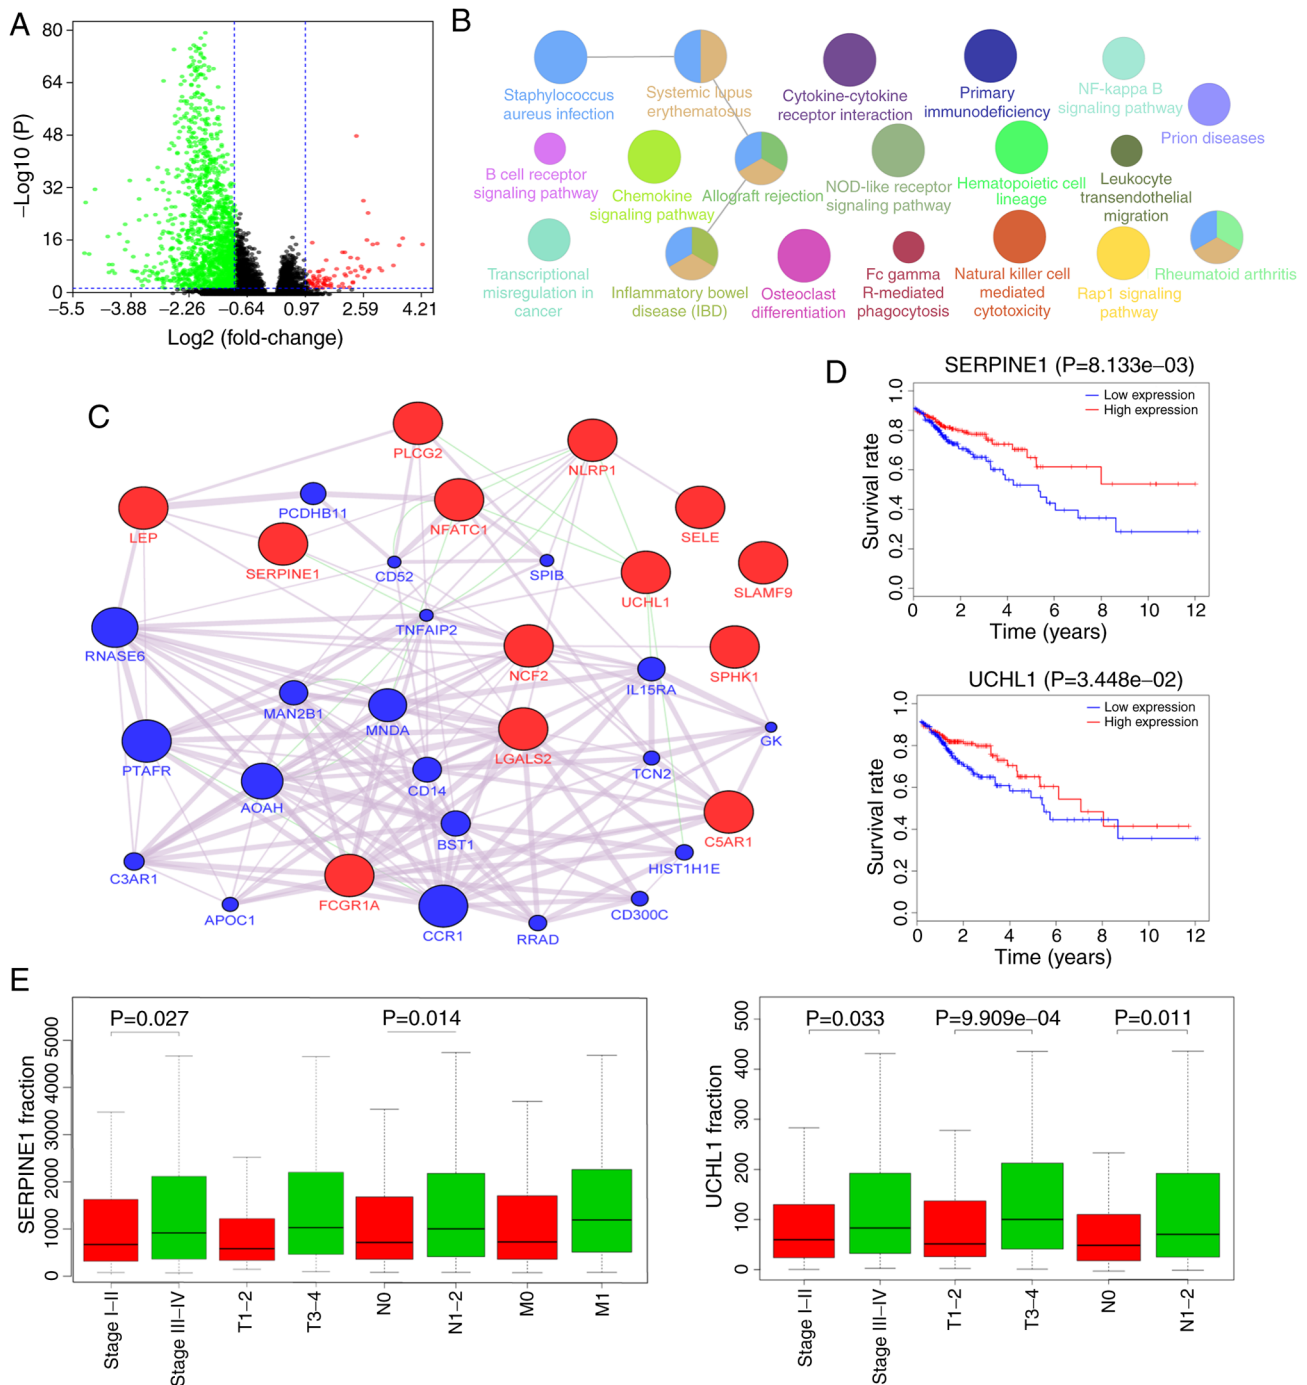 A
80
64
48
32
16
0
−Log10 (P)
−5.5 −3.88 −2.26 −0.64 0.97 2.59 4.21
Log2 (fold-change)
B
Staphylococcus
aureus infection
Systemic lupus
erythematosus
Cytokine-cytokine
receptor interaction
Primary
immunodeficiency
NF-kappa B
signaling pathway
Prion diseases
B cell receptor
signaling pathway
Chemokine
signaling pathway
Allograft rejection
NOD-like receptor
signaling pathway
Hematopoietic cell
lineage
Leukocyte
transendothelial
migration
Transcriptional
misregulation in
cancer
Inflammatory bowel
disease (IBD)
Osteoclast
differentiation
Fc gamma
R-mediated
phagocytosis
Natural killer cell
mediated
cytotoxicity
Rap1 signaling
pathway
Rheumatoid arthritis
C
PLCG2
NLRP1
LEP
PCDHB11
NFATC1
SELE
SERPINE1
CD52
SPIB
UCHL1
SLAMF9
RNASE6
TNFAIP2
NCF2
IL15RA
SPHK1
MAN2B1
MNDA
LGALS2
GK
PTAFR
AOAH
CD14
TCN2
BST1
C5AR1
C3AR1
FCGR1A
HIST1H1E
APOC1
CCR1
RRAD
CD300C
D
SERPINE1 (P=8.133e−03)
Low expression
High expression
Survival rate
1.0
0.8
0.6
0.4
0.2
0.0
0 2 4 6 8 10 12
Time (years)
UCHL1 (P=3.448e−02)
Low expression
High expression
Survival rate
1.0
0.8
0.6
0.4
0.2
0.0
0 2 4 6 8 10 12
Time (years)
E
P=0.027
P=0.014
SERPINE1 fraction
5000
4000
3000
2000
1000
0
Stage I−II
Stage III−IV
T1−2
T3−4
N0
N1−2
M0
M1
P=0.033
P=9.909e−04
P=0.011
UCHL1 fraction
500
400
300
200
100
0
Stage I−II
Stage III−IV
T1−2
T3−4
N0
N1−2